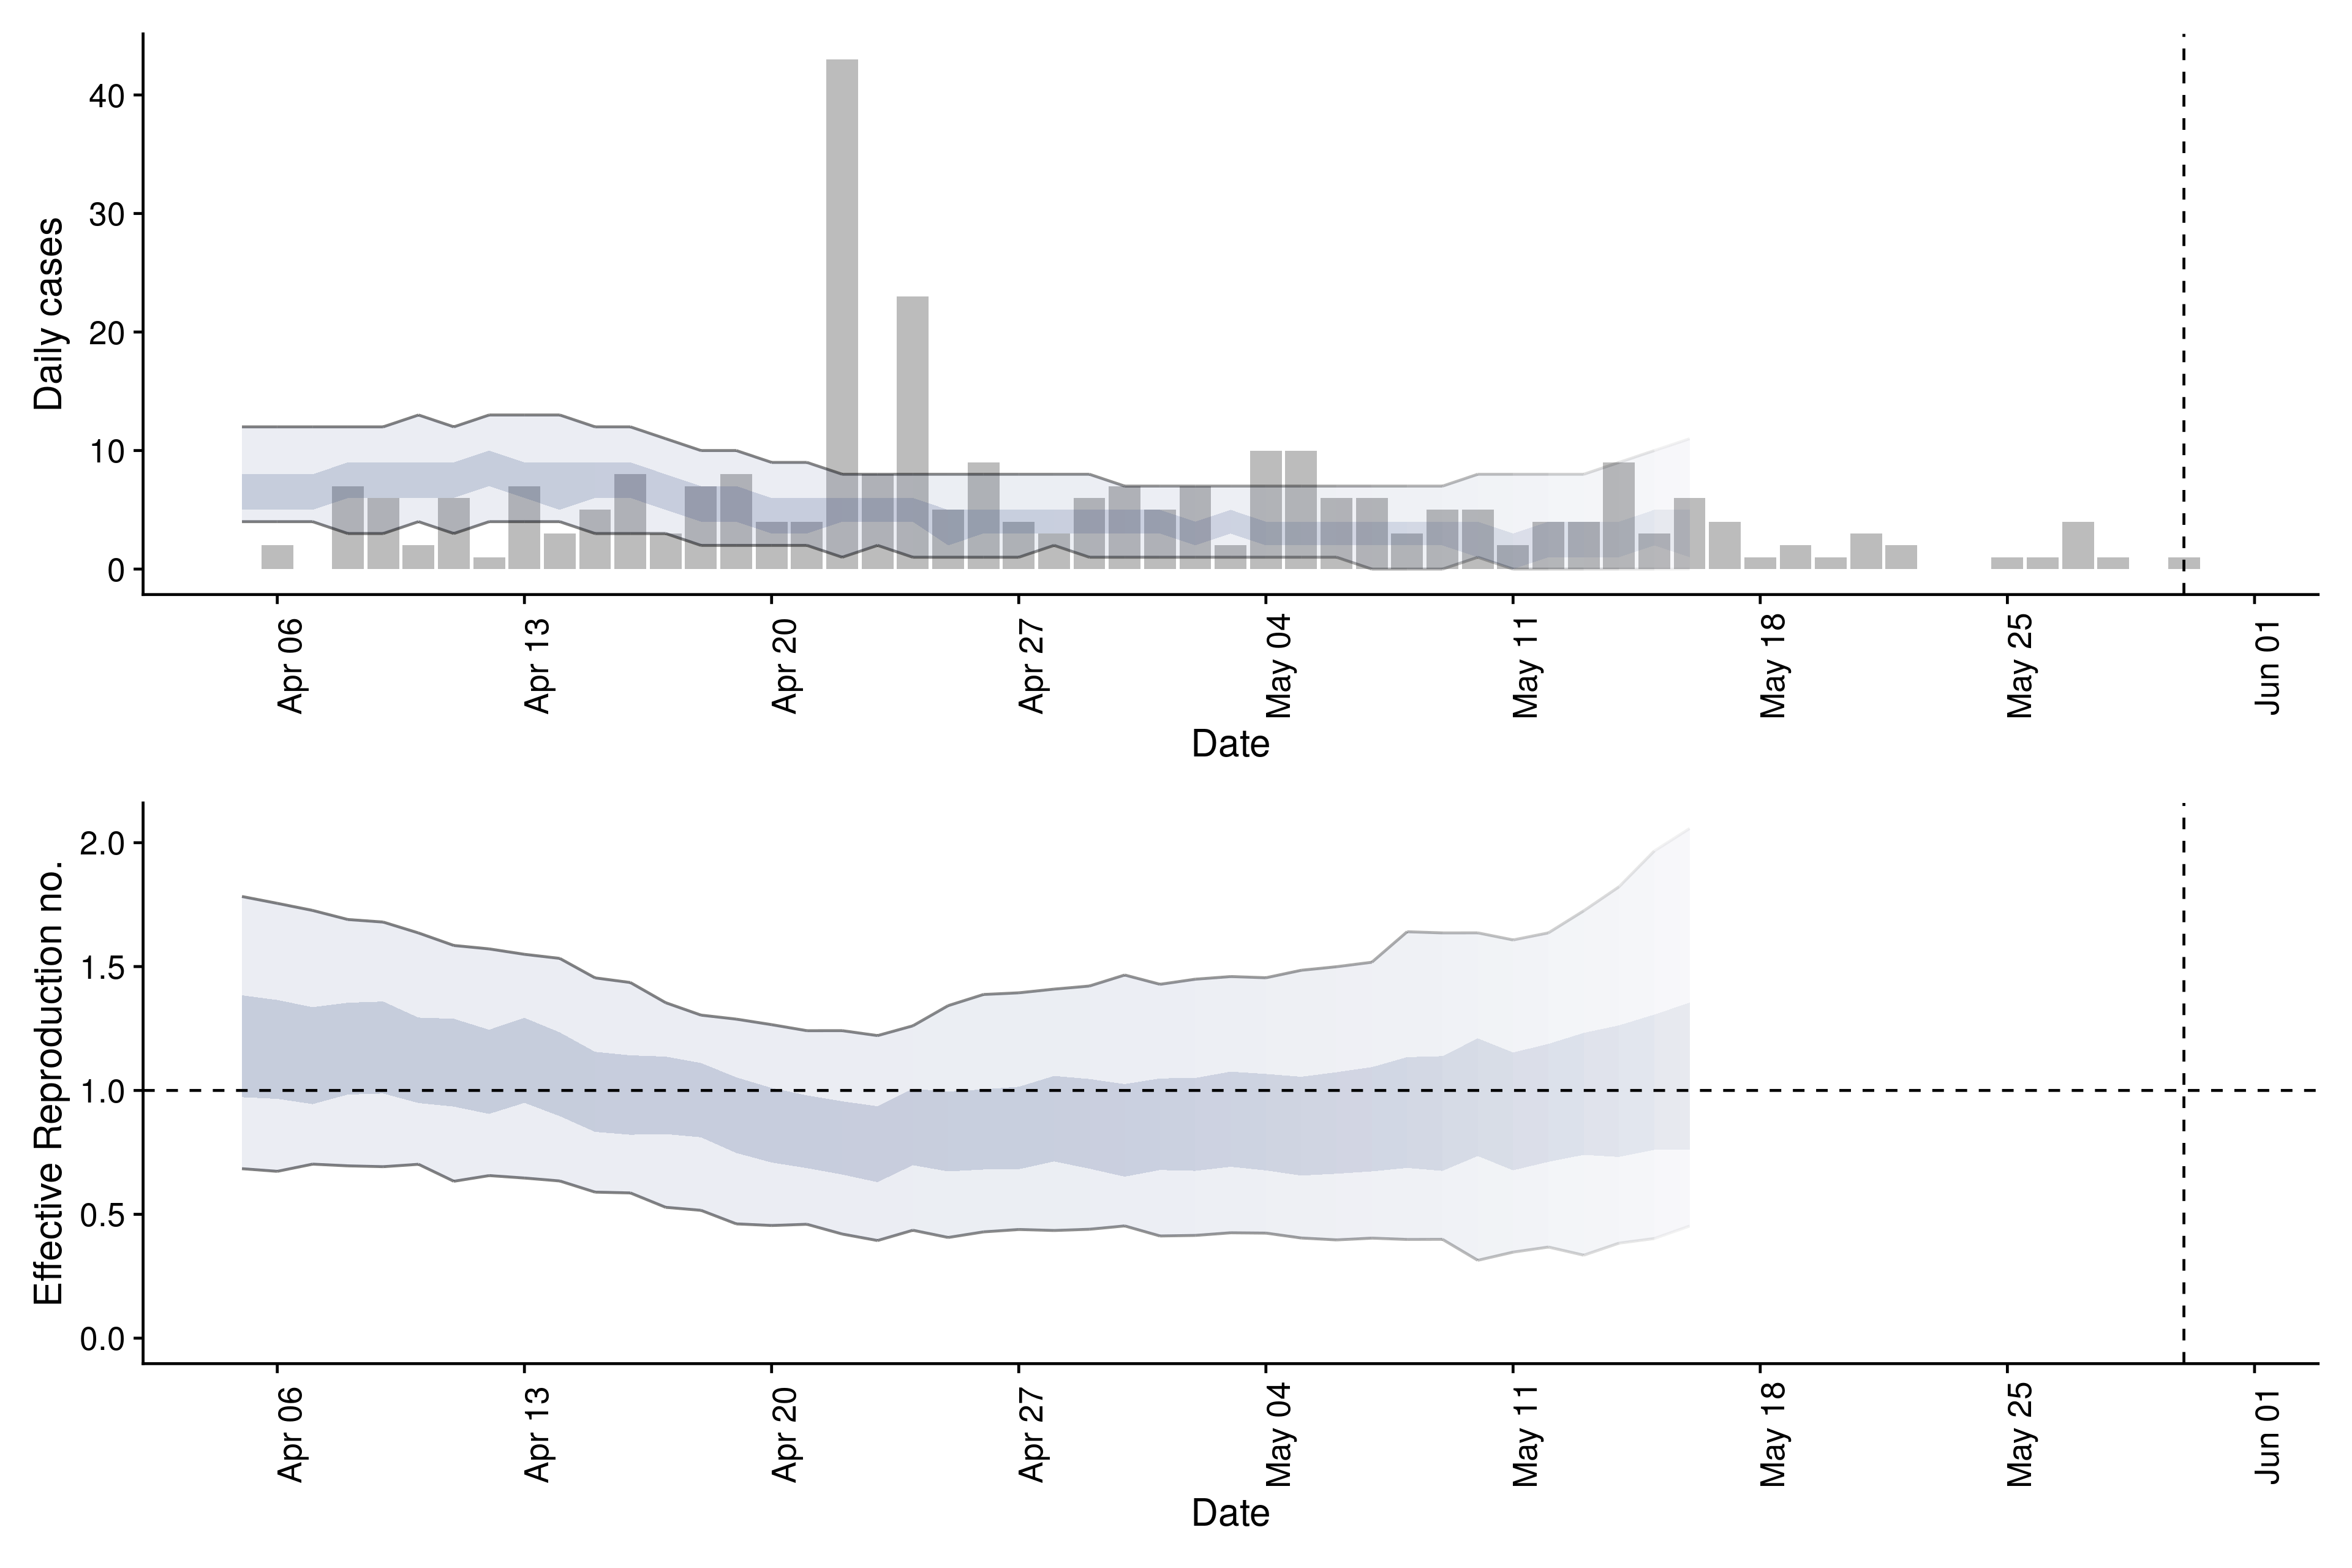 Daily cases
40
30
20
10
0
Apr 06
Apr 13
Apr 20
Apr 27
May 04
May 11
May 18
May 25
Jun 01
Date
Effective Reproduction no.
2.0
1.5
1.0
0.5
0.0
Apr 06
Apr 13
Apr 20
Apr 27
May 04
May 11
May 18
May 25
Jun 01
Date